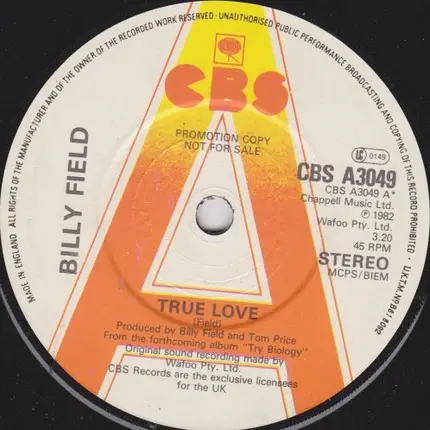 ALL RIGHTS OF THE MANUFACTURER AND OF THE OWNER OF THE RECORDED WORK RESERVED · UNAUTHORISED PUBLIC PERFORMANCE BROADCASTING AND COPYING OF THIS RECORD PROHIBITED ·
MADE IN ENGLAND
CBS
PROMOTION COPY
NOT FOR SALE
BILLY FIELD
LC 0149
CBS A3049
CBS A3049 A*
Chappell Music Ltd.
℗ 1982
Wafoo Pty. Ltd.
3.20
45 RPM
STEREO
MCPS/BIEM
TRUE LOVE
(Field)
Produced by Billy Field and Tom Price
From the forthcoming album "Try Biology"
Original sound recording made by
Wafoo Pty. Ltd.
CBS Records are the exclusive licensees
for the UK